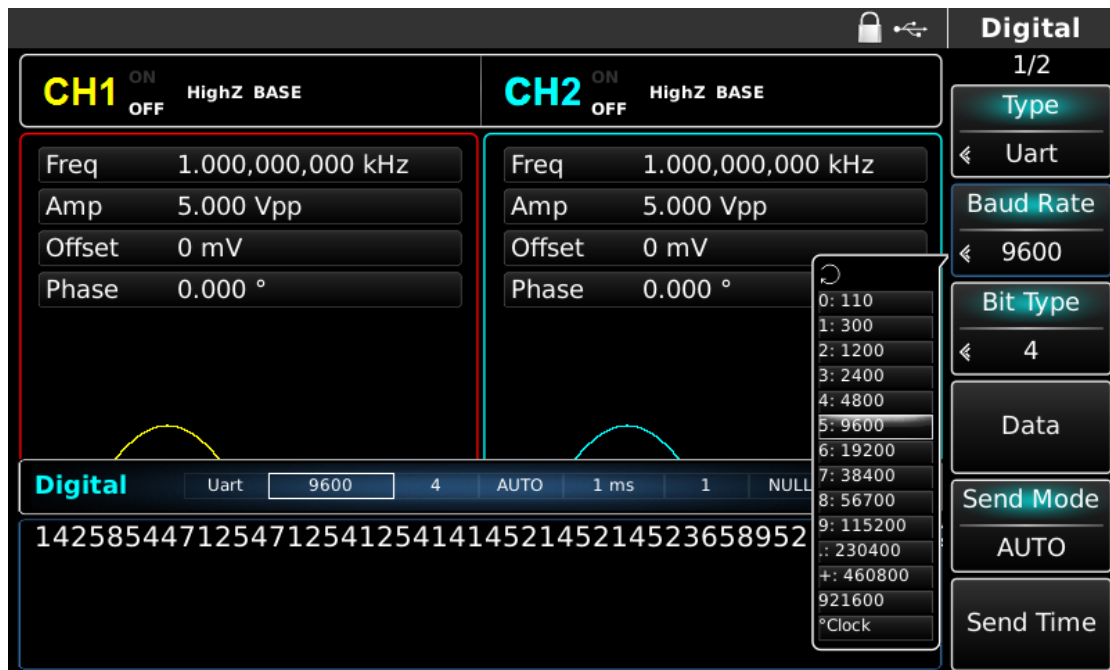 Digital
1/2
CH1 ON OFF HighZ BASE
CH2 ON OFF HighZ BASE
Freq 1.000,000,000 kHz
Amp 5.000 Vpp
Offset 0 mV
Phase 0.000 °
Freq 1.000,000,000 kHz
Amp 5.000 Vpp
Offset 0 mV
Phase 0.000 °
0: 110
1: 300
2: 1200
3: 2400
4: 4800
5: 9600
6: 19200
7: 38400
8: 56700
9: 115200
.: 230400
+: 460800
921600
°Clock
Type
Uart
Baud Rate
9600
Bit Type
4
Data
Send Mode
AUTO
Send Time
Digital Uart 9600 4 AUTO 1 ms 1 NULL
1425854471254712541254141452145214523658952